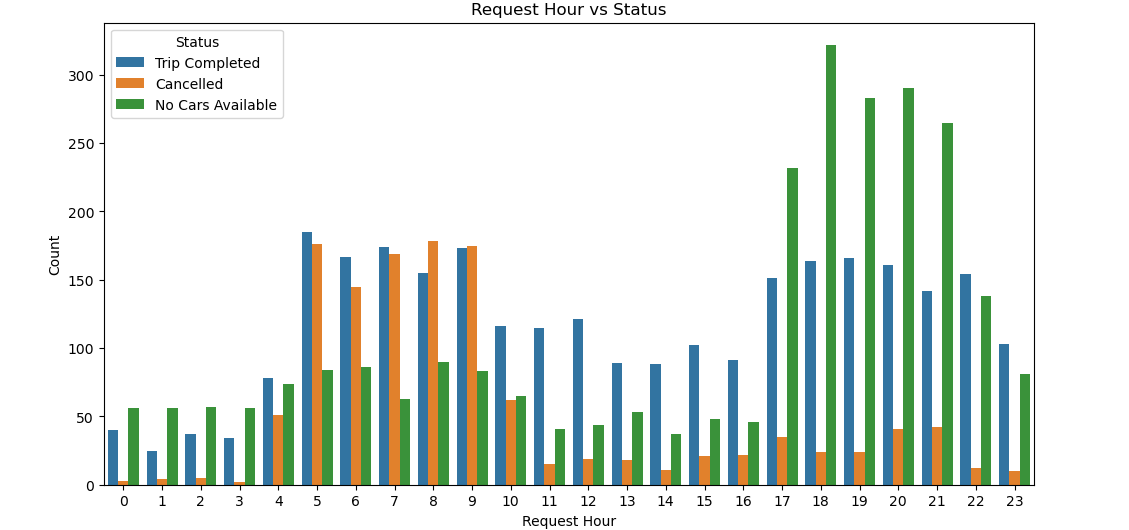 Request Hour vs Status
Status
Trip Completed
Cancelled
No Cars Available
300
250
200
150
100
50
0
Count
0 1 2 3 4 5 6 7 8 9 10 11 12 13 14 15 16 17 18 19 20 21 22 23
Request Hour